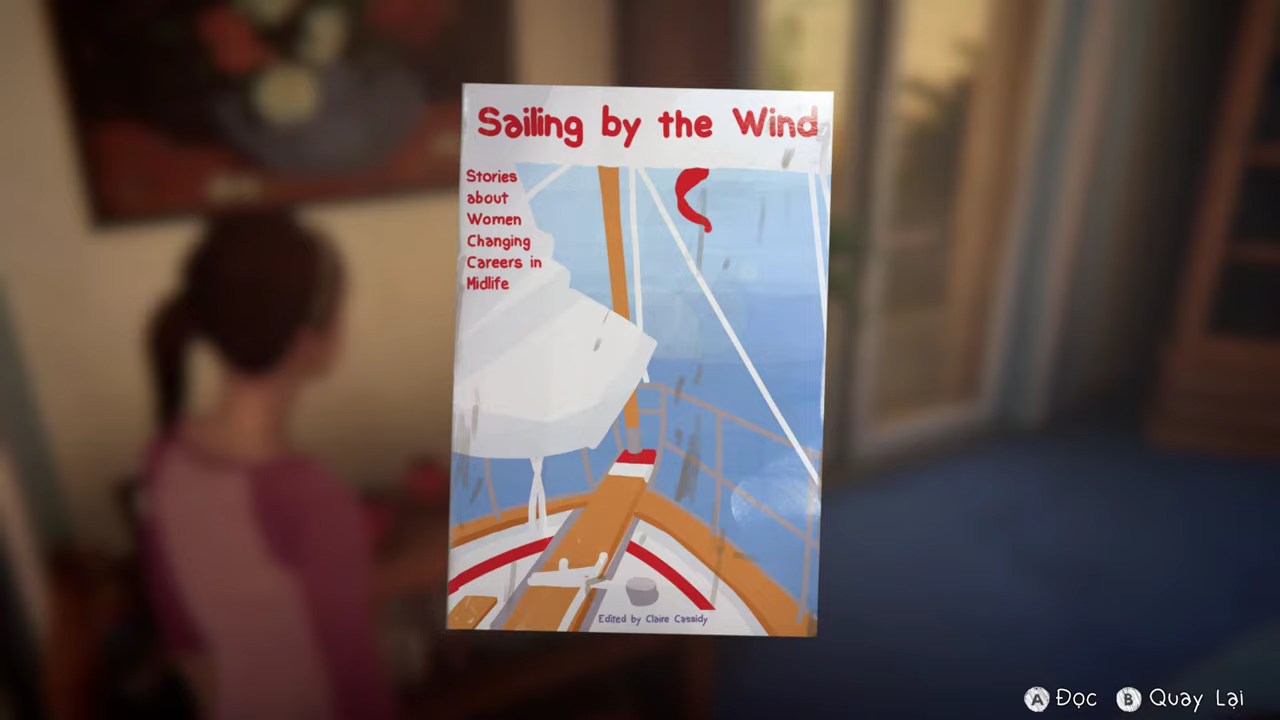 Sailing by the Wind
Stories
about
Women
Changing
Careers in
Midlife
Edited by Claire Cassidy
A Đọc B Quay Lại